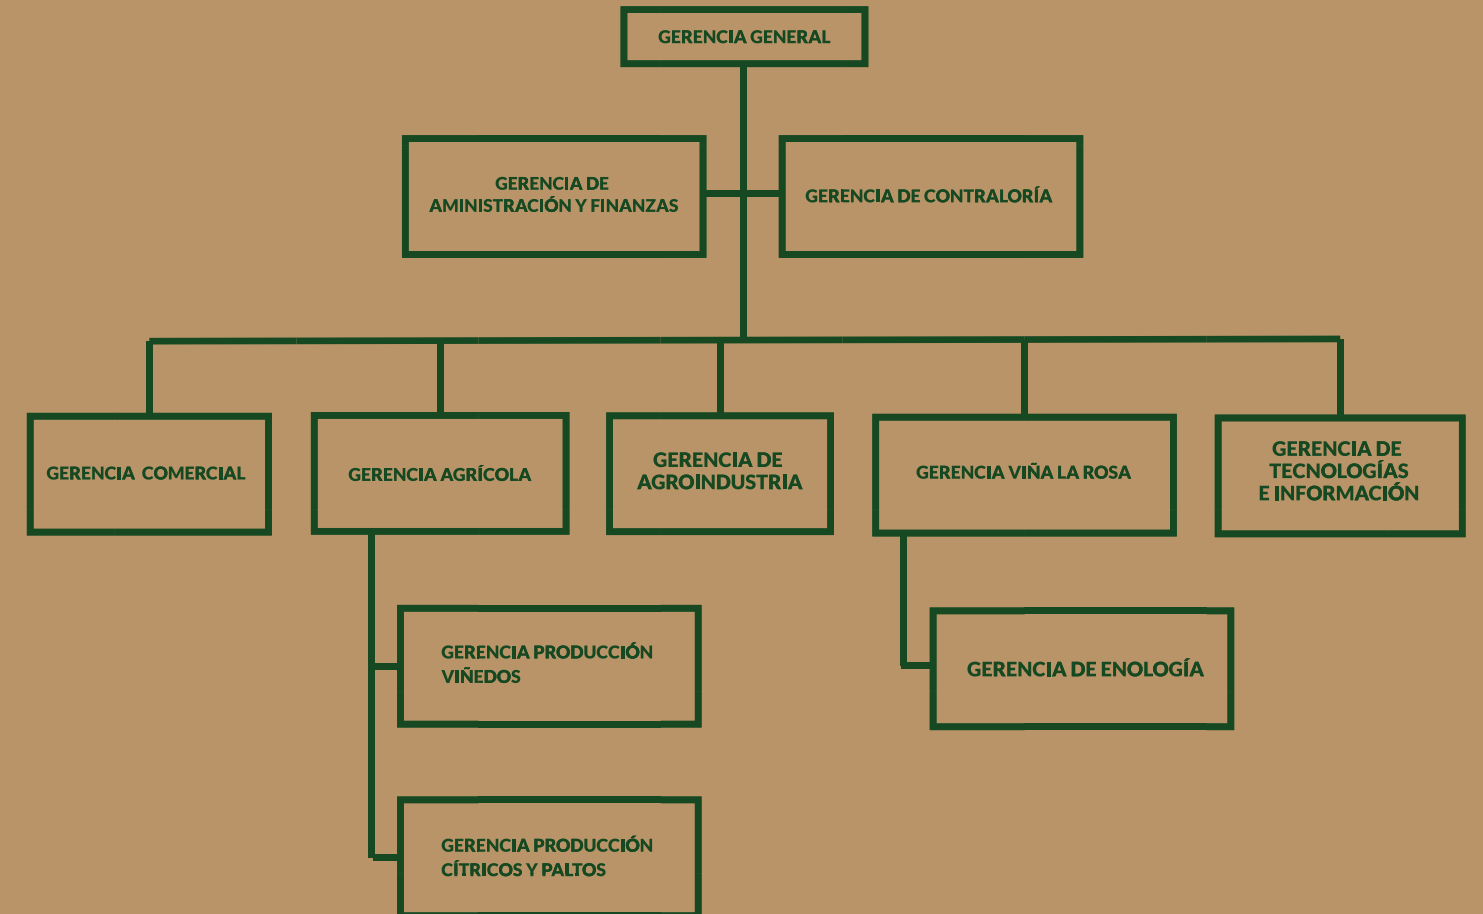 GERENCIA GENERAL
GERENCIA DE
AMINISTRACIÓN Y FINANZAS
GERENCIA DE CONTRALORÍA
GERENCIA COMERCIAL
GERENCIA AGRÍCOLA
GERENCIA DE
AGROINDUSTRIA
GERENCIA VIÑA LA ROSA
GERENCIA DE
TECNOLOGÍAS
E INFORMACIÓN
GERENCIA PRODUCCIÓN
VIÑEDOS
GERENCIA DE ENOLOGÍA
GERENCIA PRODUCCIÓN
CÍTRICOS Y PALTOS